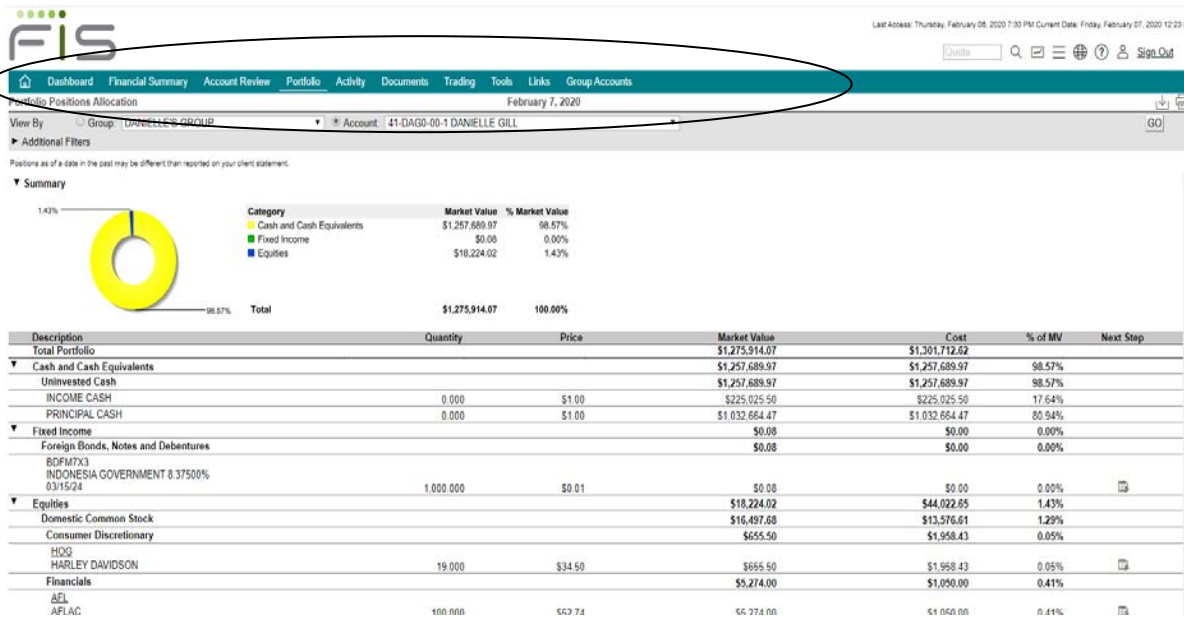 FIS
Last Access: Thursday, February 06, 2020 7:30 PM Current Date: Friday, February 07, 2020 12:23
Quote Sign Out
Dashboard Financial Summary Account Review Portfolio Activity Documents Trading Tools Links Group Accounts
Portfolio Positions Allocation February 7, 2020
View By Group: DANIELLE'S GROUP Account: 41-DAG0-00-1 DANIELLE GILL GO
Additional Filters
Positions as of a date in the past may be different than reported on your client statement.
Summary
1.43%
98.57%
Category Market Value % Market Value
Cash and Cash Equivalents $1,257,689.97 98.57%
Fixed Income $0.08 0.00%
Equities $18,224.02 1.43%
Total $1,275,914.07 100.00%
Description Quantity Price Market Value Cost % of MV Next Step
Total Portfolio $1,275,914.07 $1,301,712.62
Cash and Cash Equivalents $1,257,689.97 $1,257,689.97 98.57%
Uninvested Cash $1,257,689.97 $1,257,689.97 98.57%
INCOME CASH 0.000 $1.00 $225,025.50 $225,025.50 17.64%
PRINCIPAL CASH 0.000 $1.00 $1,032,664.47 $1,032,664.47 80.94%
Fixed Income $0.08 $0.00 0.00%
Foreign Bonds, Notes and Debentures $0.08 $0.00 0.00%
BDFM7X3
INDONESIA GOVERNMENT 8.37500%
03/15/24 1,000.000 $0.01 $0.08 $0.00 0.00%
Equities $18,224.02 $44,022.65 1.43%
Domestic Common Stock $16,497.68 $13,576.61 1.29%
Consumer Discretionary $655.50 $1,958.43 0.05%
HOG
HARLEY DAVIDSON 19.000 $34.50 $655.50 $1,958.43 0.05%
Financials $5,274.00 $1,050.00 0.41%
AFL
AFLAC 100.000 $52.74 $5,274.00 $1,050.00 0.41%